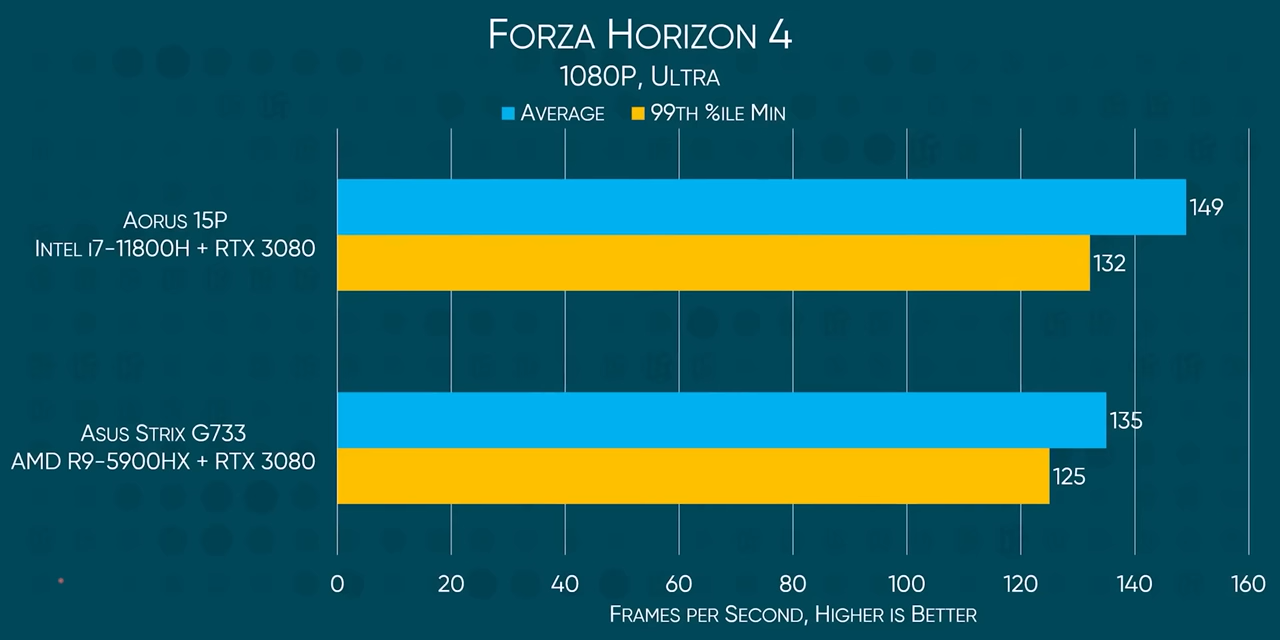 Forza Horizon 4
1080P, Ultra
Average 99th %ile Min
Aorus 15P
Intel i7-11800H + RTX 3080
149
132
Asus Strix G733
AMD R9-5900HX + RTX 3080
135
125
0 20 40 60 80 100 120 140 160
Frames per Second, Higher is Better